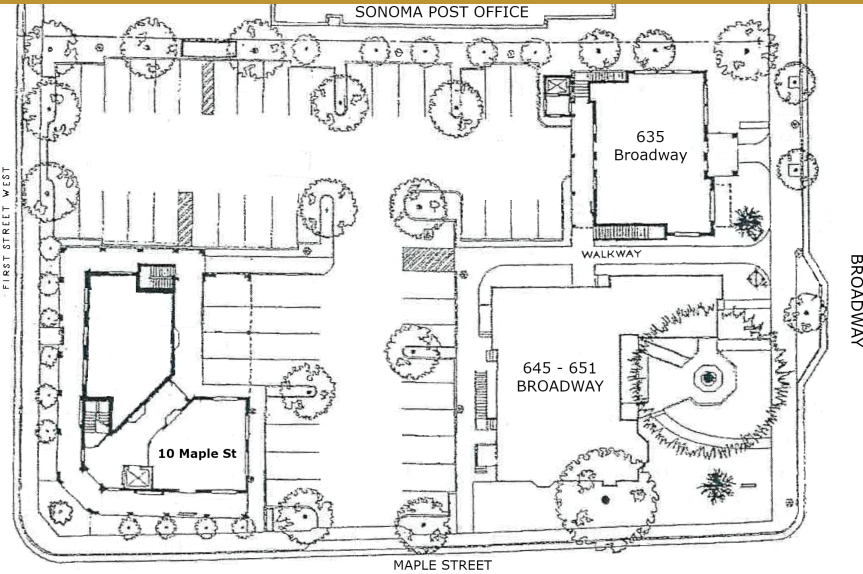 SONOMA POST OFFICE
635
Broadway
FIRST STREET WEST
WALKWAY
BROADWAY
645 - 651
BROADWAY
10 Maple St
MAPLE STREET